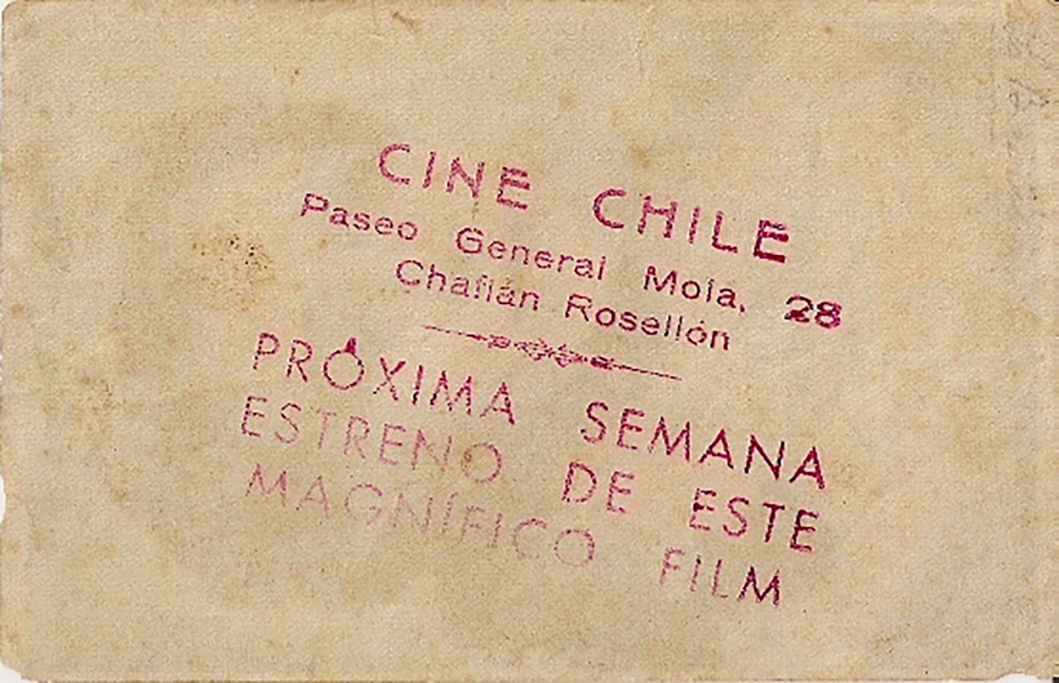 CINE CHILE
Paseo General Mola, 28
Chaflán Rosellón
PRÓXIMA SEMANA
ESTRENO DE ESTE
MAGNÍFICO FILM